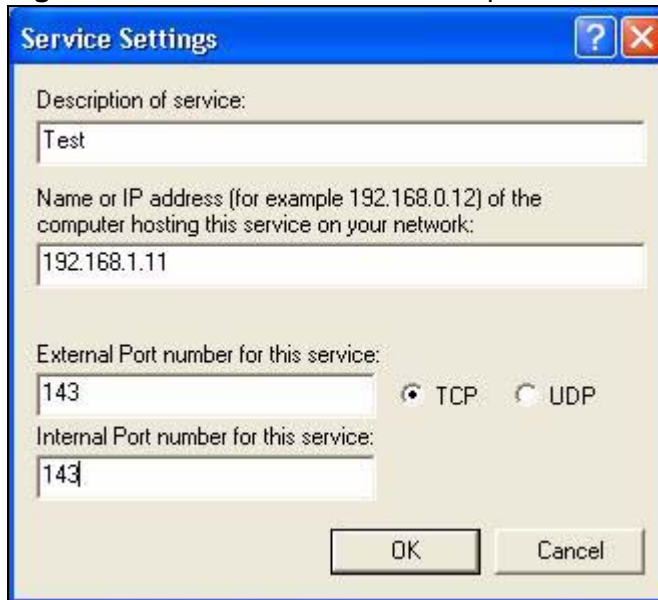 Service Settings
Description of service:
Test
Name or IP address (for example 192.168.0.12) of the
computer hosting this service on your network:
192.168.1.11
External Port number for this service:
143
TCP UDP
Internal Port number for this service:
143
OK Cancel